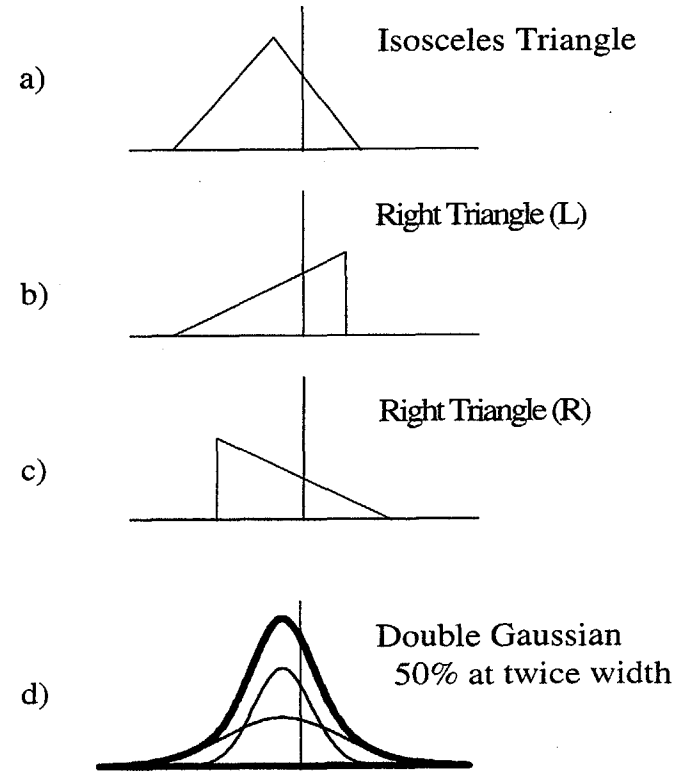 a)
Isosceles Triangle
b)
Right Triangle (L)
c)
Right Triangle (R)
d)
Double Gaussian
50% at twice width